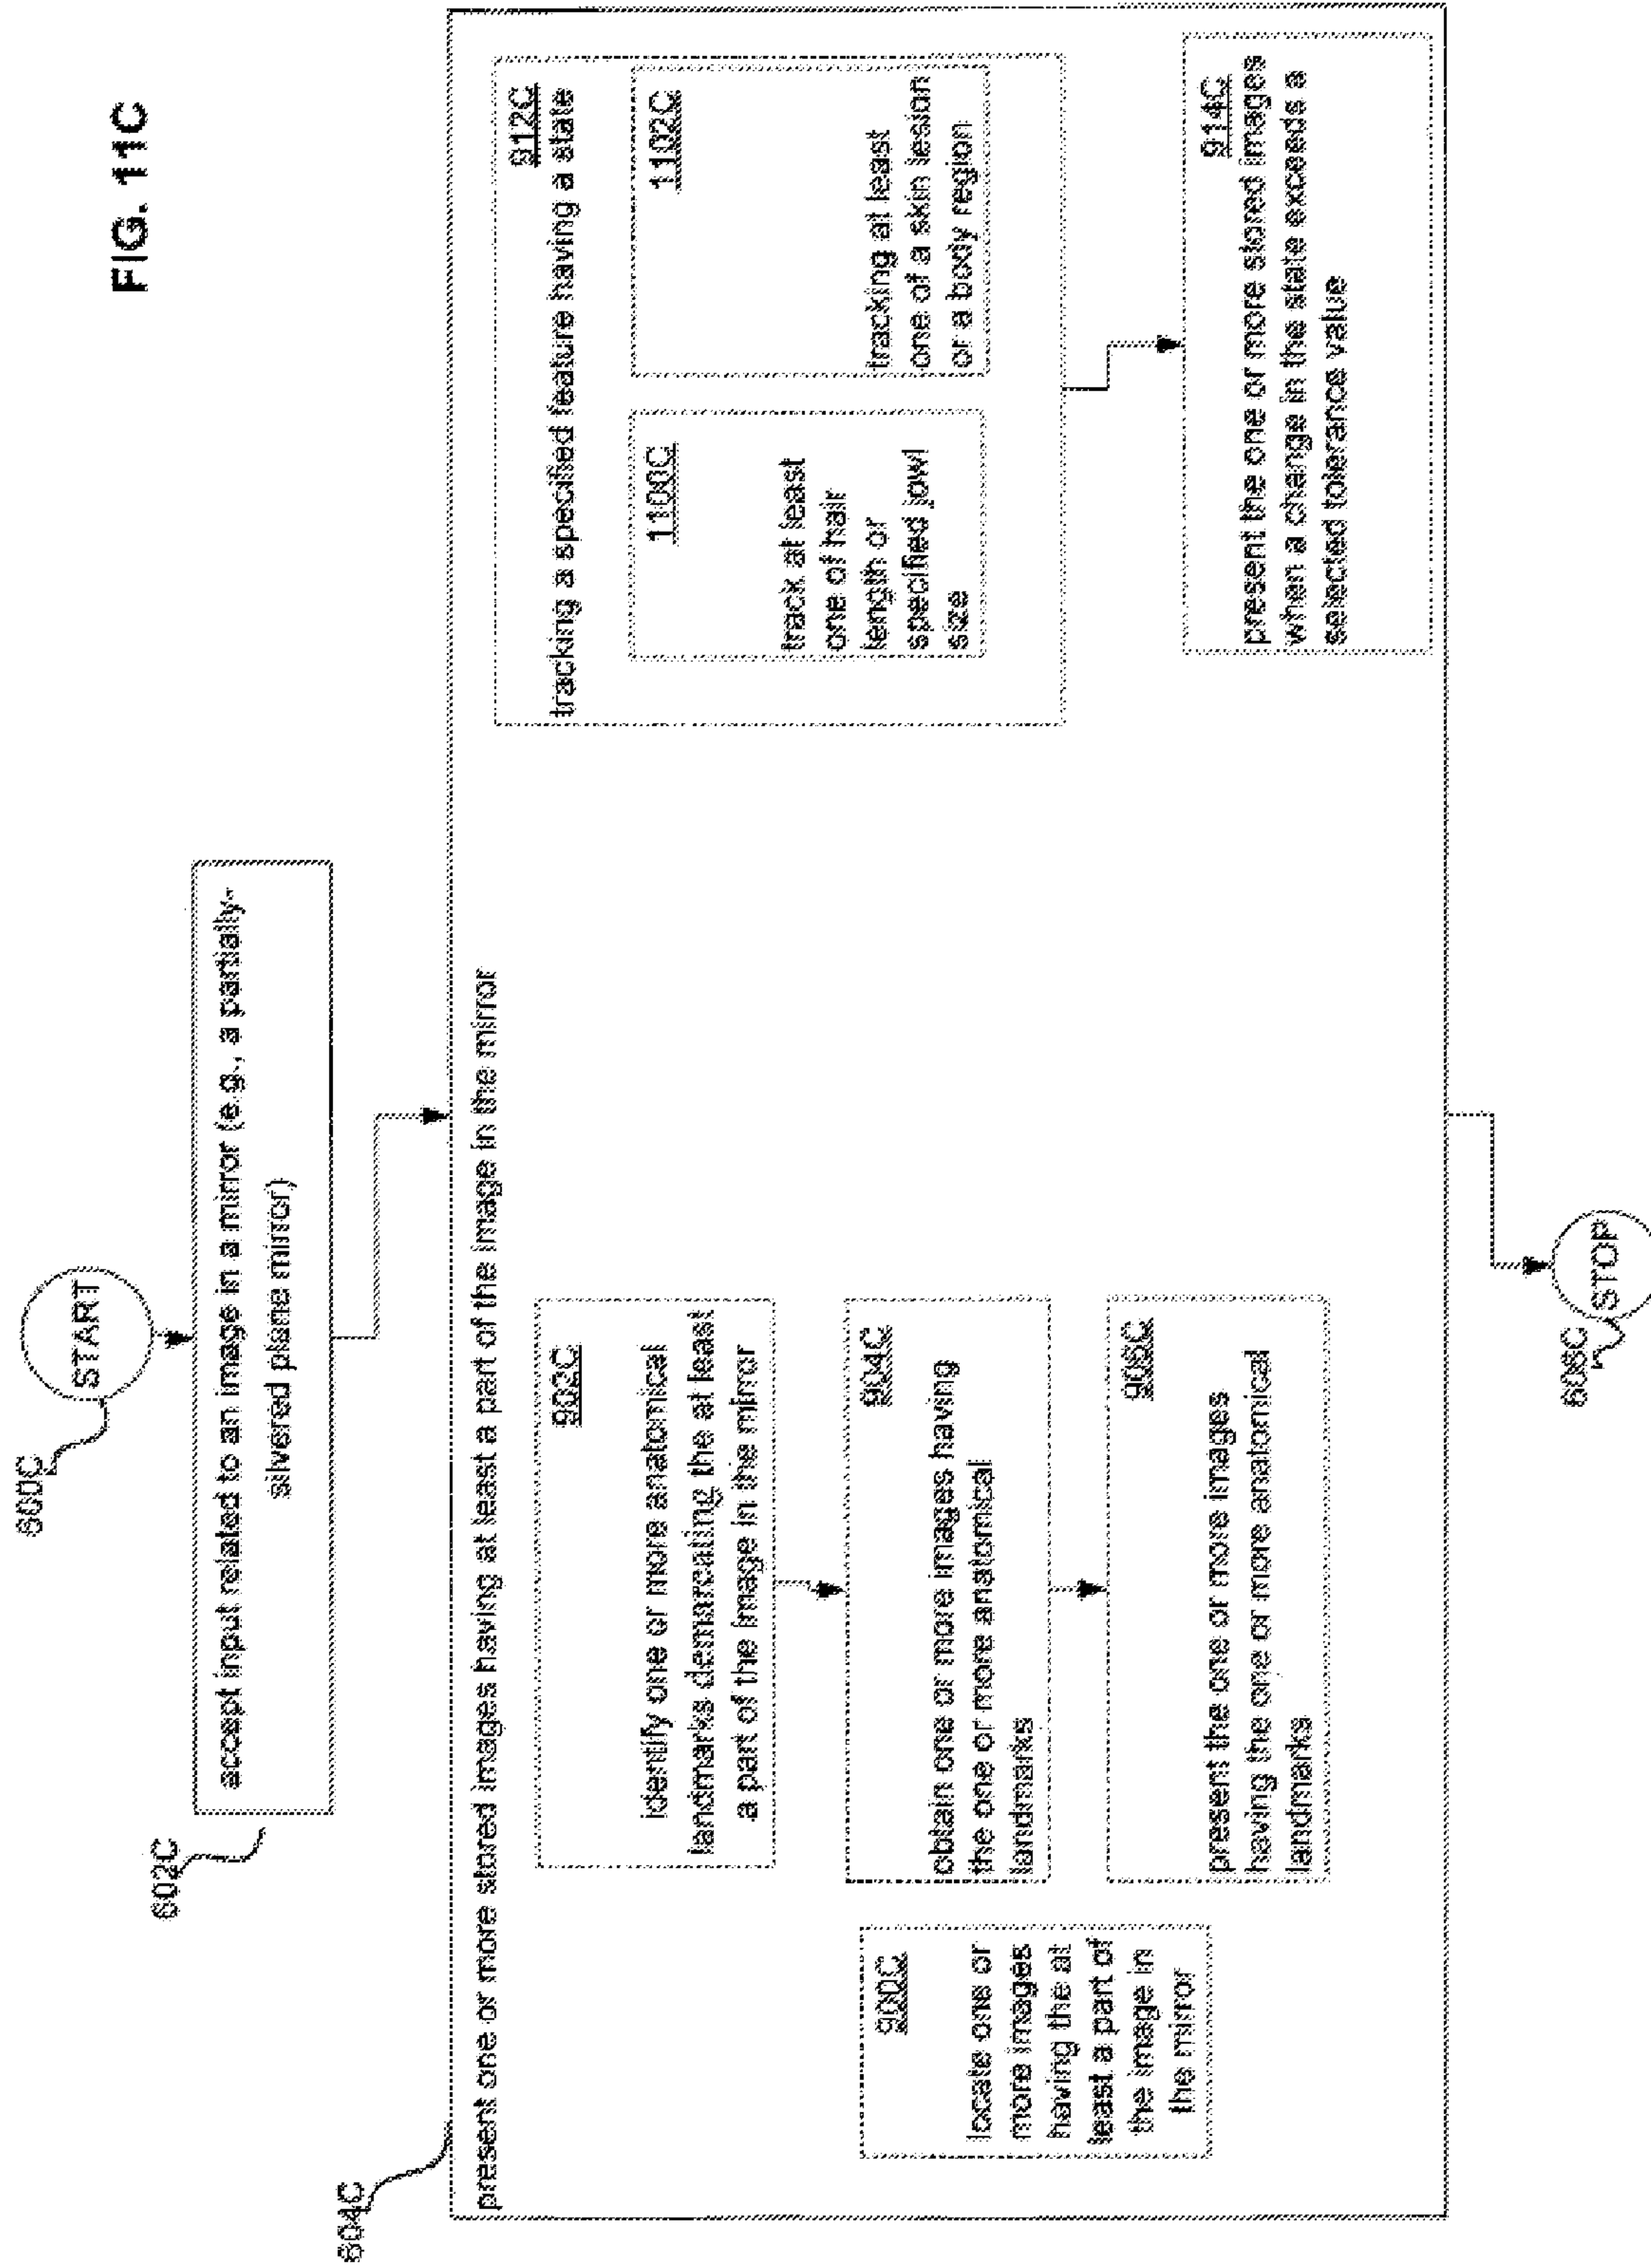 FIG. 11C
600C
START
602C
accept input related to an image in a mirror (e.g., a partially-
silvered plane mirror)
604C
present one or more stored images having at least a part of the image in the mirror
900C
locate one or
more images
having the at
least a part of
the image in
the mirror
902C
identify one or more anatomical
landmarks demarcating the at least
a part of the image in the mirror
904C
obtain one or more images having
the one or more anatomical
landmarks
906C
present the one or more images
having the one or more anatomical
landmarks
912C
tracking a specified feature having a state
1100C
track at least
one of hair
length or
specified jowl
size
1102C
tracking at least
one of a skin lesion
or a body region
914C
present the one or more stored images
when a change in the state exceeds a
selected tolerance value
606C
STOP